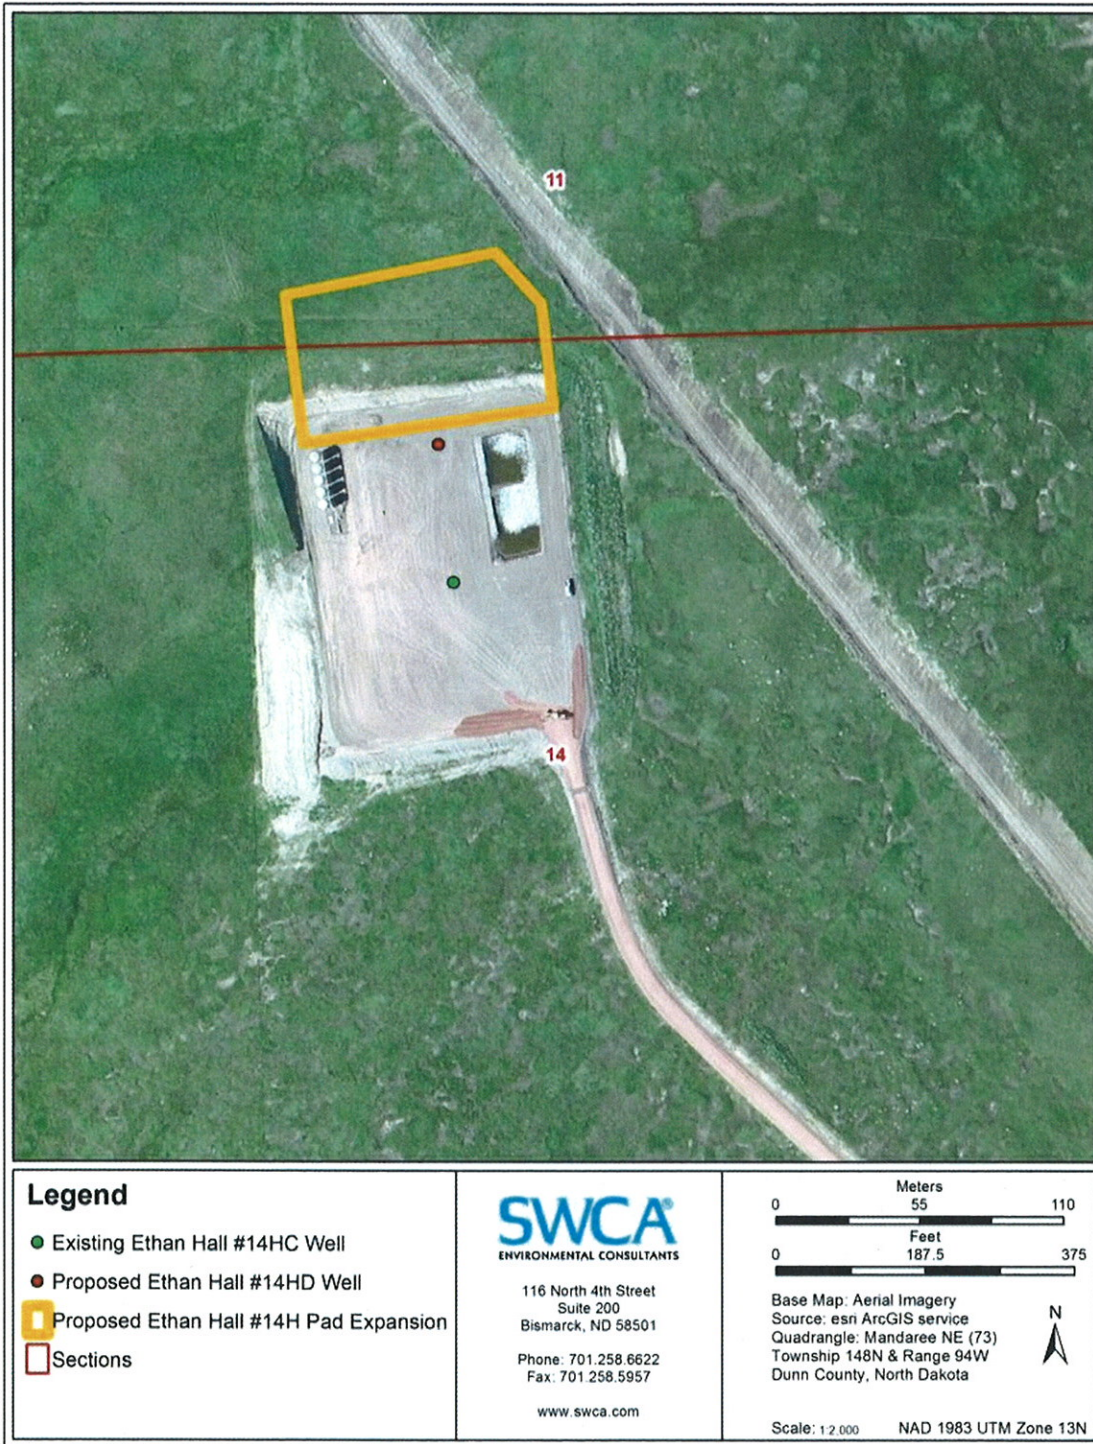 11
14
Legend
Existing Ethan Hall #14HC Well
Proposed Ethan Hall #14HD Well
Proposed Ethan Hall #14H Pad Expansion
Sections
SWCA®
ENVIRONMENTAL CONSULTANTS
116 North 4th Street
Suite 200
Bismarck, ND 58501
Phone: 701.258.6622
Fax: 701.258.5957
www.swca.com
Meters
0 55 110
Feet
0 187.5 375
Base Map: Aerial Imagery
Source: esri ArcGIS service
Quadrangle: Mandaree NE (73)
Township 148N & Range 94W
Dunn County, North Dakota
N
Scale: 1:2,000 NAD 1983 UTM Zone 13N